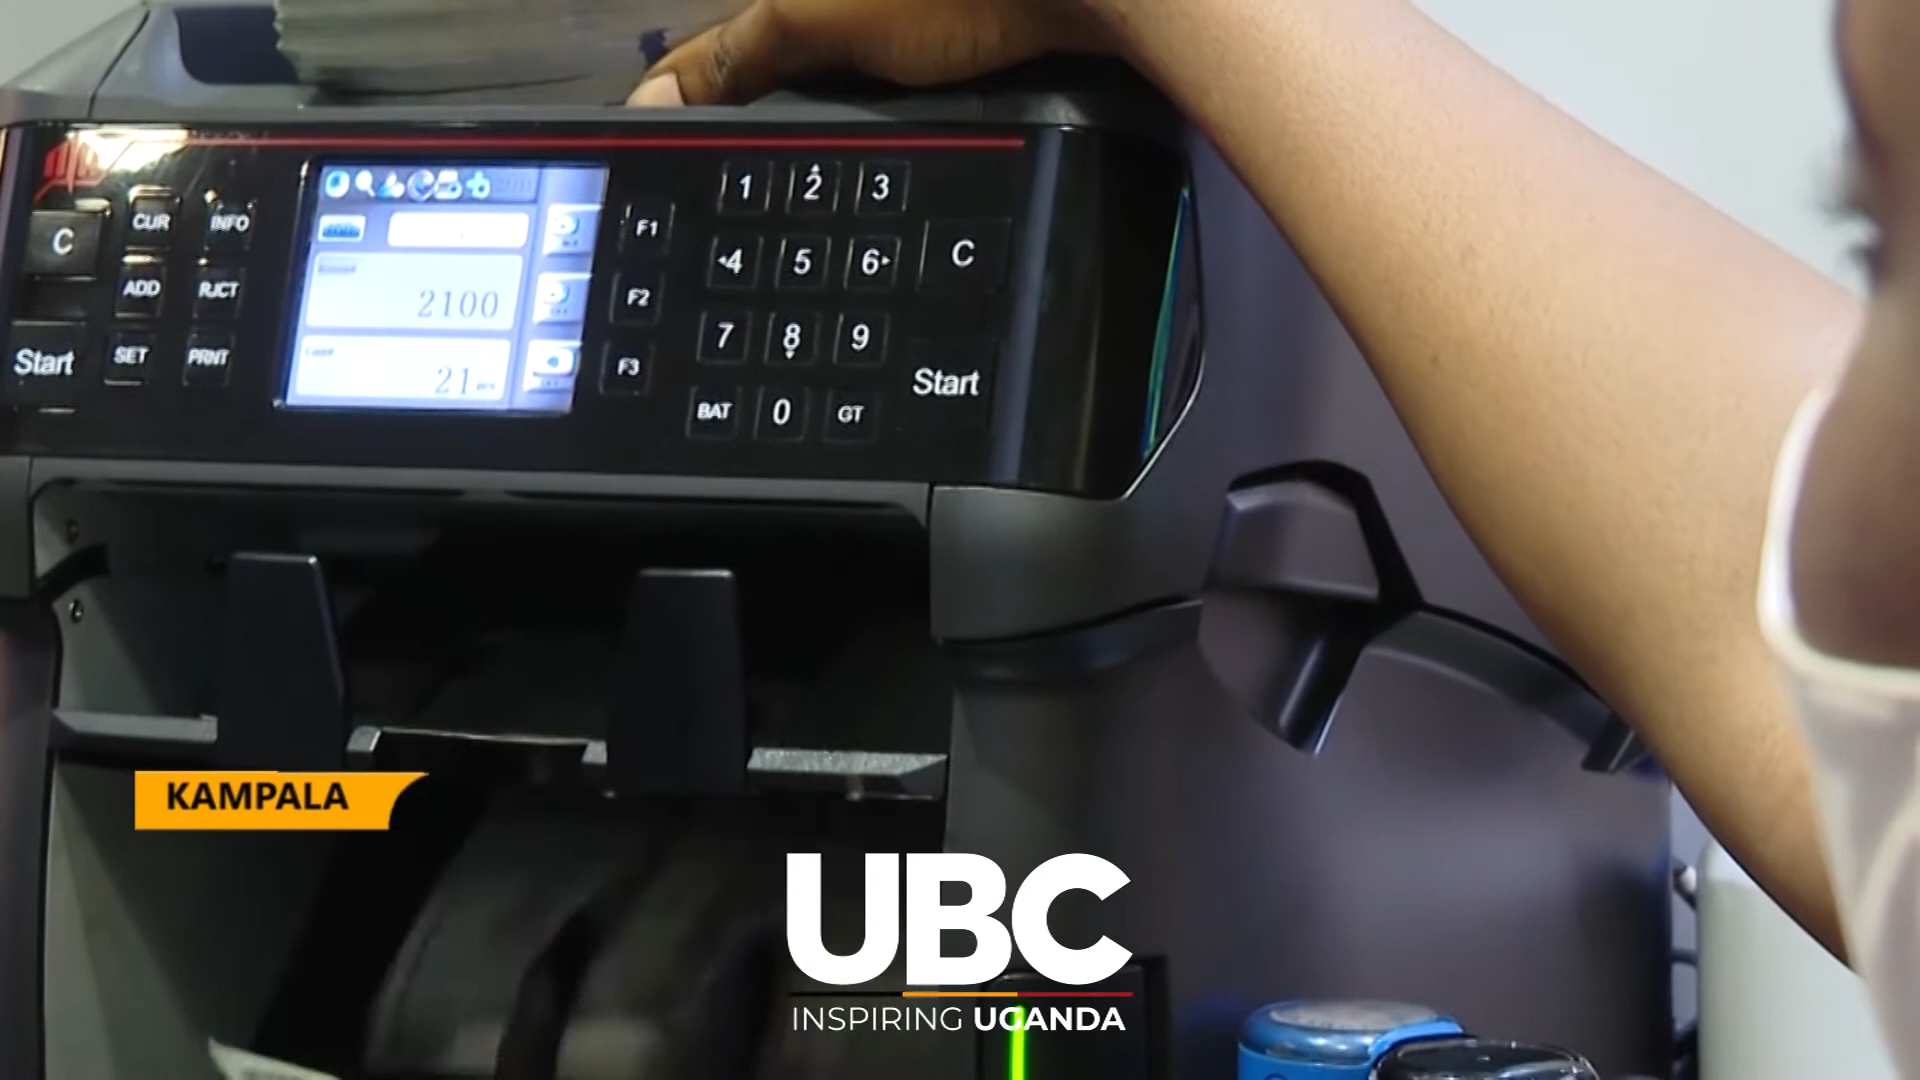 C
CUR
INFO
ADD
RJCT
Start
SET
PRNT
2100
21 pcs
F1
F2
F3
1 2 3
4 5 6
7 8 9
BAT 0 GT
C
Start
KAMPALA
UBC
INSPIRING UGANDA